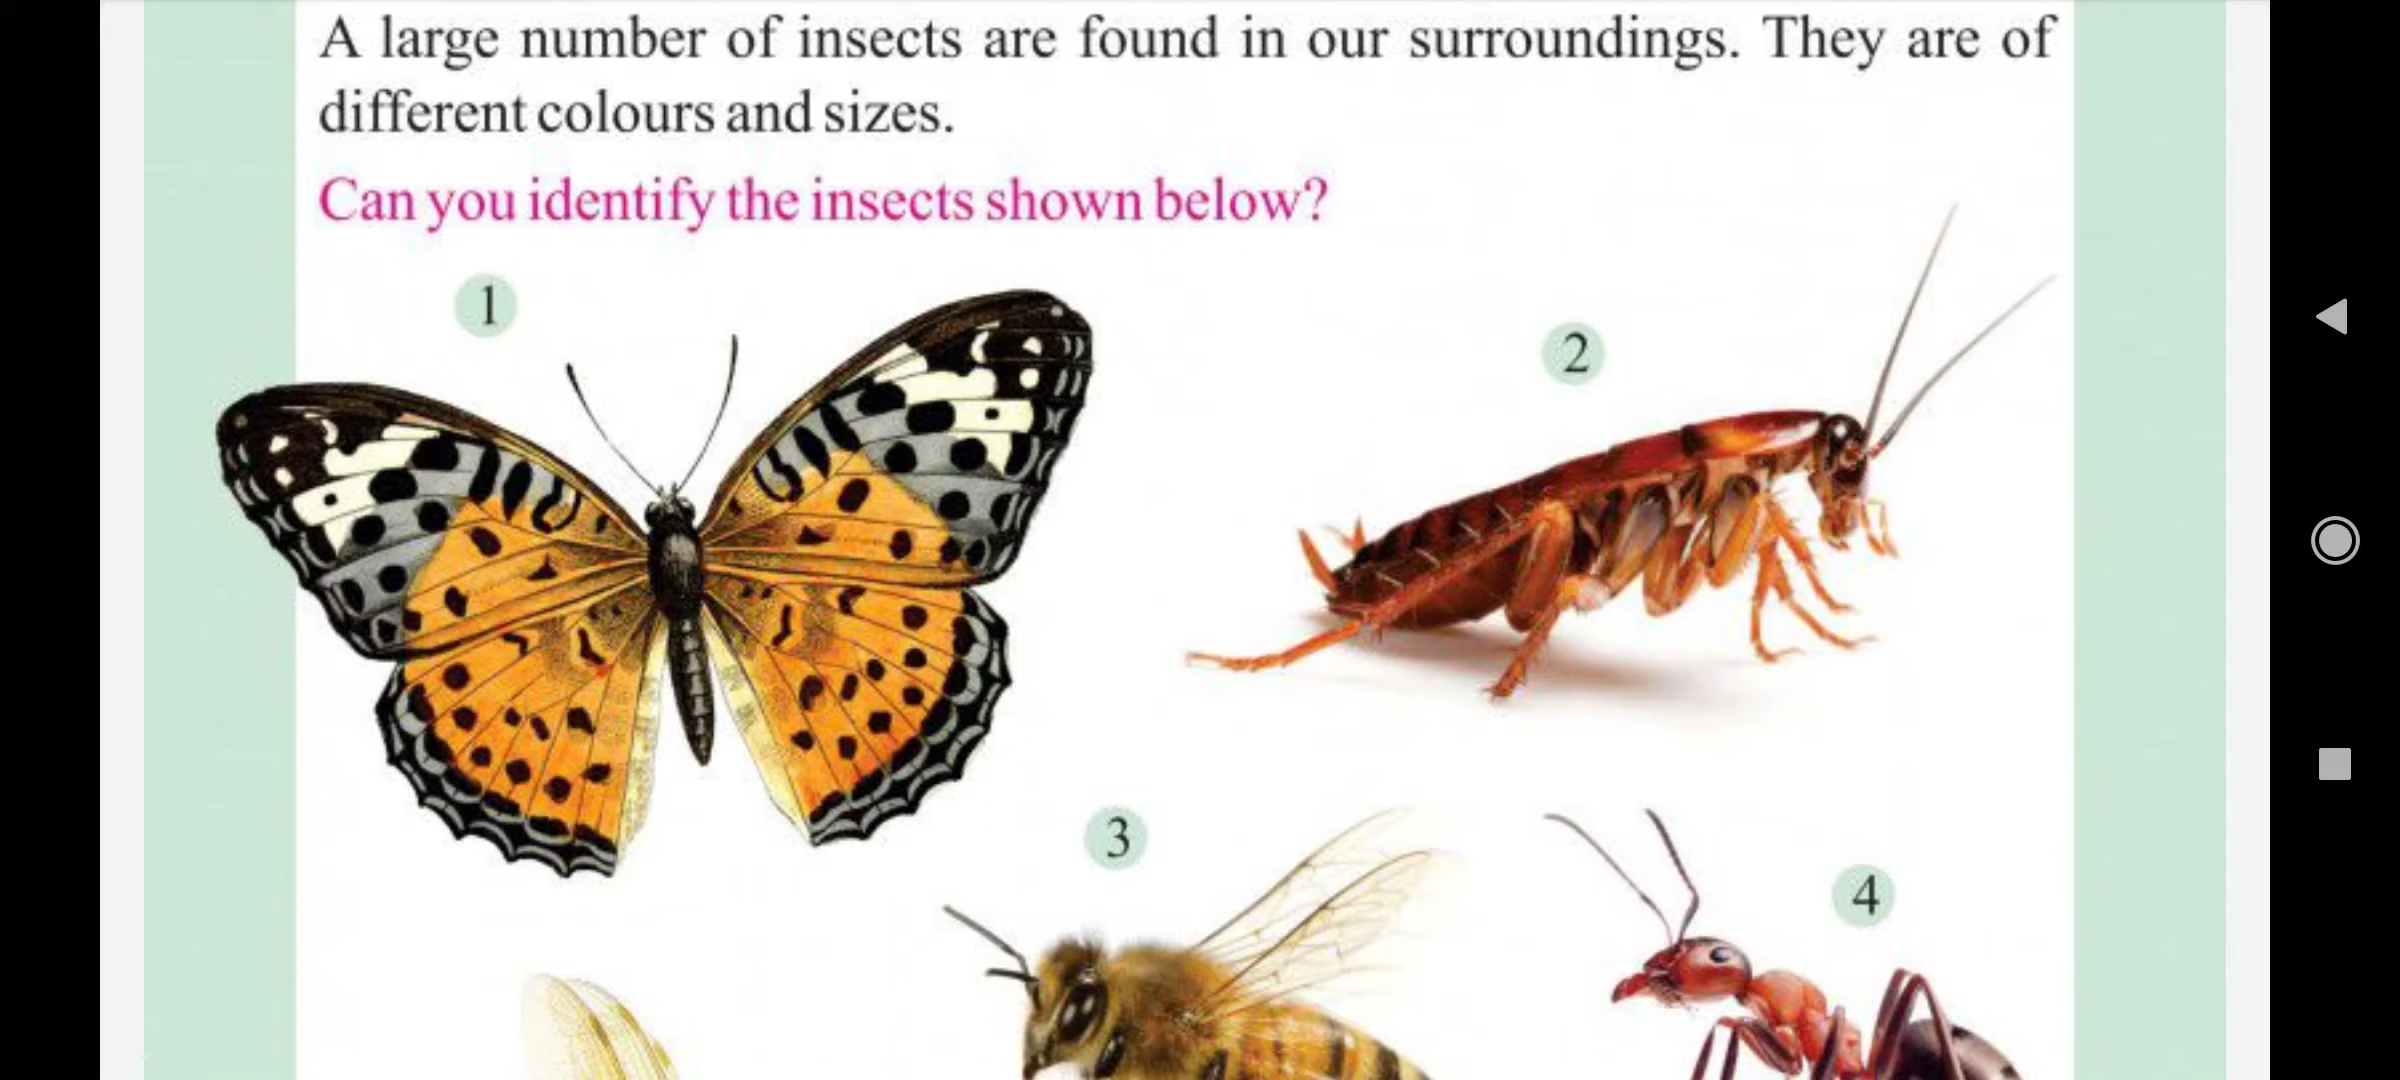 A large number of insects are found in our surroundings. They are of
different colours and sizes.
Can you identify the insects shown below?
1
2
3
4